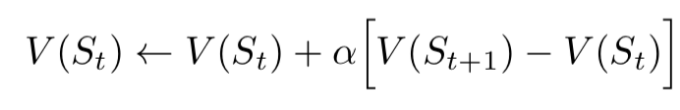 V(S_t) ← V(S_t) + α[V(S_{t+1}) − V(S_t)]